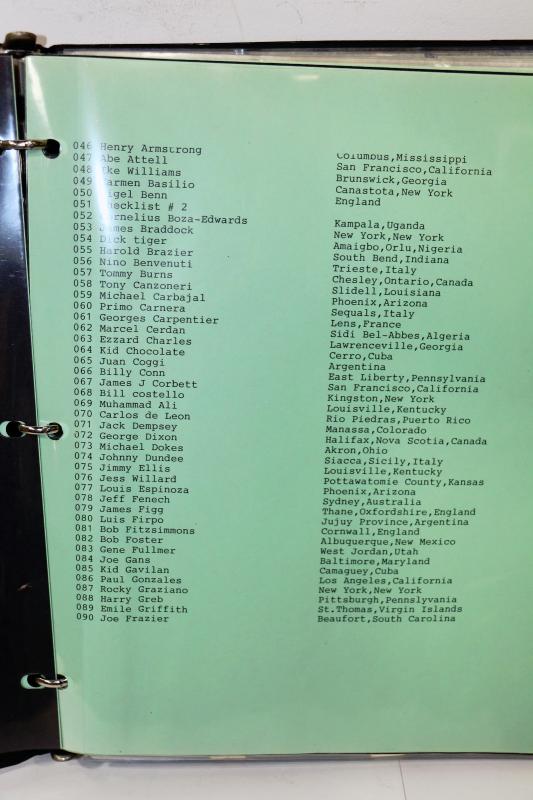 046 Henry Armstrong Columbus,Mississippi
047 Abe Attell San Francisco,California
048 Ike Williams Brunswick,Georgia
049 Carmen Basilio Canastota,New York
050 Nigel Benn England
051 Checklist # 2
052 Cornelius Boza-Edwards Kampala,Uganda
053 James Braddock New York,New York
054 Dick tiger Amaigbo,Orlu,Nigeria
055 Harold Brazier South Bend,Indiana
056 Nino Benvenuti Trieste,Italy
057 Tommy Burns Chesley,Ontario,Canada
058 Tony Canzoneri Slidell,Louisiana
059 Michael Carbajal Phoenix,Arizona
060 Primo Carnera Sequals,Italy
061 Georges Carpentier Lens,France
062 Marcel Cerdan Sidi Bel-Abbes,Algeria
063 Ezzard Charles Lawrenceville,Georgia
064 Kid Chocolate Cerro,Cuba
065 Juan Coggi Argentina
066 Billy Conn East Liberty,Pennsylvania
067 James J Corbett San Francisco,California
068 Bill costello Kingston,New York
069 Muhammad Ali Louisville,Kentucky
070 Carlos de Leon Rio Piedras,Puerto Rico
071 Jack Dempsey Manassa,Colorado
072 George Dixon Halifax,Nova Scotia,Canada
073 Michael Dokes Akron,Ohio
074 Johnny Dundee Siacca,Sicily,Italy
075 Jimmy Ellis Louisville,Kentucky
076 Jess Willard Pottawatomie County,Kansas
077 Louis Espinoza Phoenix,Arizona
078 Jeff Fenech Sydney,Australia
079 James Figg Thane,Oxfordshire,England
080 Luis Firpo Jujuy Province,Argentina
081 Bob Fitzsimmons Cornwall,England
082 Bob Foster Albuquerque,New Mexico
083 Gene Fullmer West Jordan,Utah
084 Joe Gans Baltimore,Maryland
085 Kid Gavilan Camaguey,Cuba
086 Paul Gonzales Los Angeles,California
087 Rocky Graziano New York,New York
088 Harry Greb Pittsburgh,Pennslyvania
089 Emile Griffith St.Thomas,Virgin Islands
090 Joe Frazier Beaufort,South Carolina